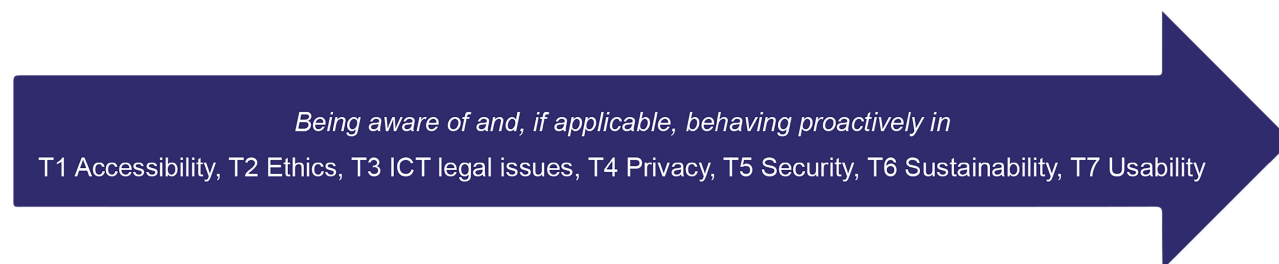 Being aware of and, if applicable, behaving proactively in
T1 Accessibility, T2 Ethics, T3 ICT legal issues, T4 Privacy, T5 Security, T6 Sustainability, T7 Usability